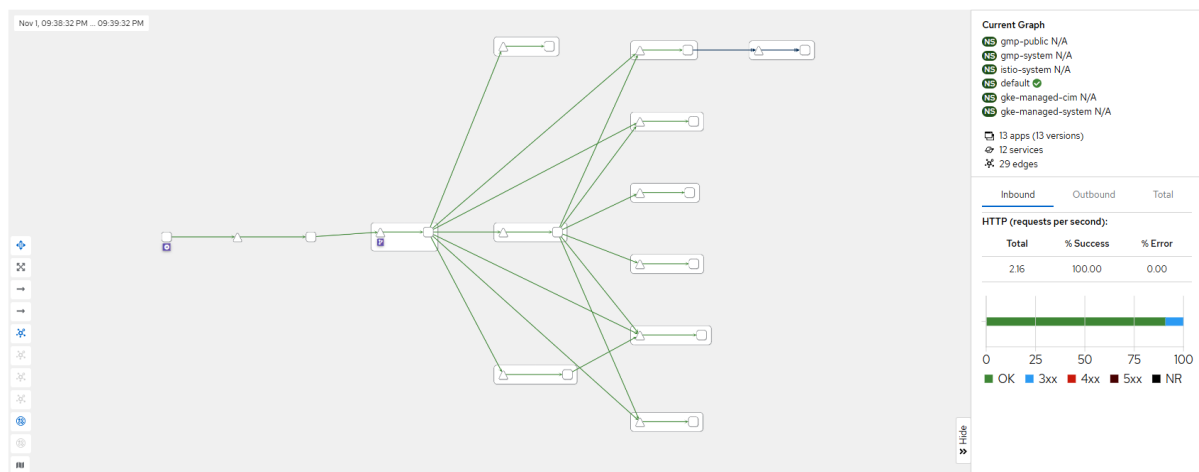 Nov 1, 09:38:32 PM ... 09:39:32 PM
Current Graph
NS gmp-public N/A
NS gmp-system N/A
NS istio-system N/A
NS default
NS gke-managed-cim N/A
NS gke-managed-system N/A
13 apps (13 versions)
12 services
29 edges
Inbound Outbound Total
HTTP (requests per second):
Total % Success % Error
2.16 100.00 0.00
0 25 50 75 100
OK 3xx 4xx 5xx NR
Hide